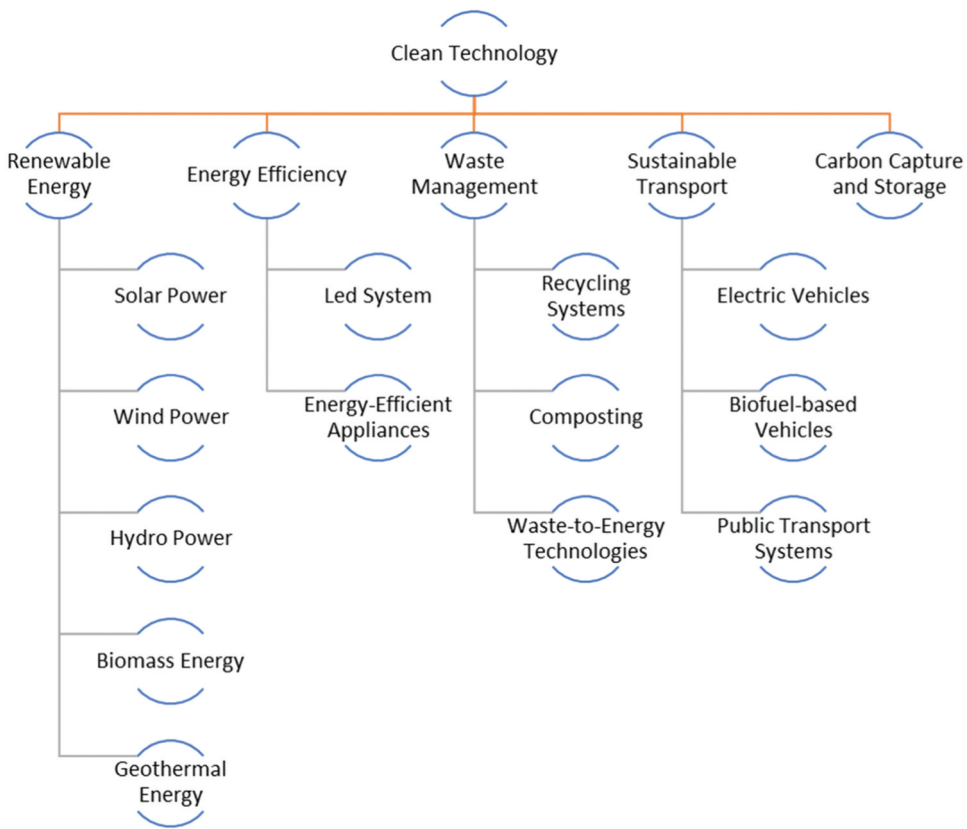 Clean Technology
Renewable
Energy
Energy Efficiency
Waste
Management
Sustainable
Transport
Carbon Capture
and Storage
Solar Power
Wind Power
Hydro Power
Biomass Energy
Geothermal
Energy
Led System
Energy-Efficient
Appliances
Recycling
Systems
Composting
Waste-to-Energy
Technologies
Electric Vehicles
Biofuel-based
Vehicles
Public Transport
Systems